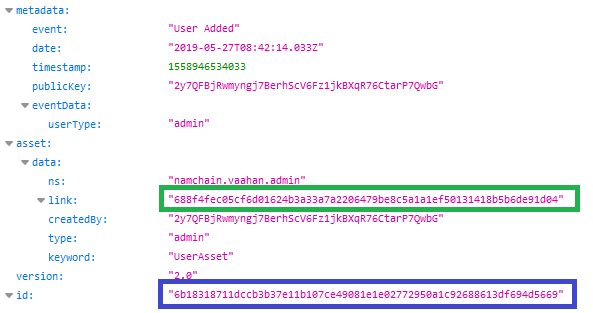 metadata:
event: "User Added"
date: "2019-05-27T08:42:14.033Z"
timestamp: 1558946534033
publicKey: "2y7QFBjRwmyngj7BerhScV6Fz1jkBXqR76CtarP7QwbG"
eventData:
userType: "admin"
asset:
data:
ns: "namchain.vaahan.admin"
link: "688f4fec05cf6d01624b3a33a7a2206479be8c5a1a1ef50131418b5b6de91d04"
createdBy: "2y7QFBjRwmyngj7BerhScV6Fz1jkBXqR76CtarP7QwbG"
type: "admin"
keyword: "UserAsset"
version: "2.0"
id: "6b18318711dccb3b37e11b107ce49081e1e02772950a1c92688613df694d5669"